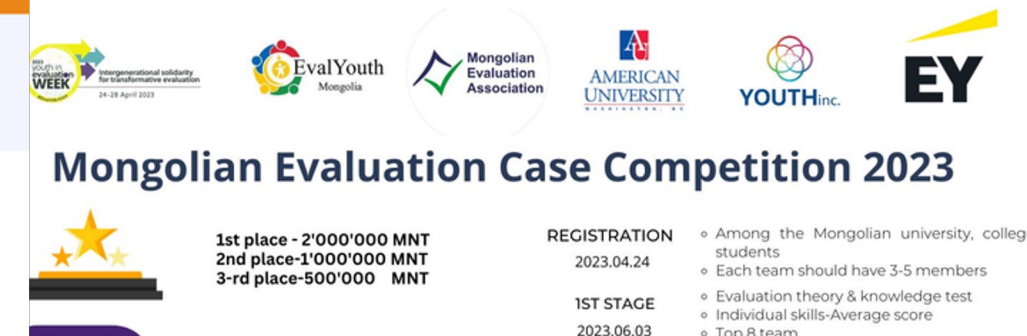 2023
youth in
evaluation
WEEK
Intergenerational solidarity
for transformative evaluation
24-28 April 2023
EvalYouth
Mongolia
Mongolian
Evaluation
Association
AMERICAN
UNIVERSITY
WASHINGTON, DC
YOUTHinc.
EY
Mongolian Evaluation Case Competition 2023
1st place - 2'000'000 MNT
2nd place-1'000'000 MNT
3-rd place-500'000 MNT
REGISTRATION
2023.04.24
Among the Mongolian university, colleg
students
Each team should have 3-5 members
1ST STAGE
2023.06.03
Evaluation theory & knowledge test
Individual skills-Average score
Top 8 team